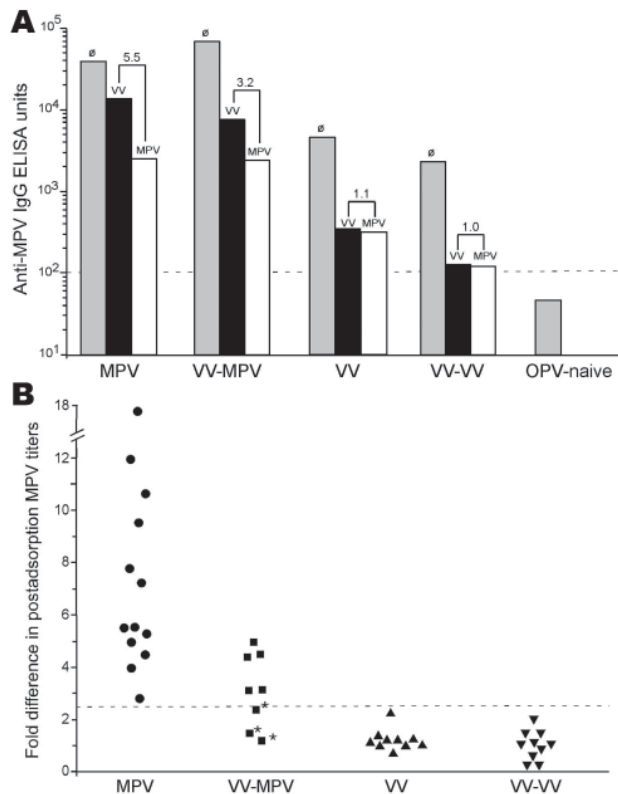 A
Anti-MPV IgG ELISA units
10⁵
10⁴
10³
10²
10¹
ø
VV
5.5
MPV
ø
VV
3.2
MPV
ø
VV
1.1
MPV
ø
VV
1.0
MPV
MPV VV-MPV VV VV-VV OPV-naive
B
Fold difference in postadsorption MPV titers
18
12
10
8
6
4
2
0
* 
*
*
MPV VV-MPV VV VV-VV